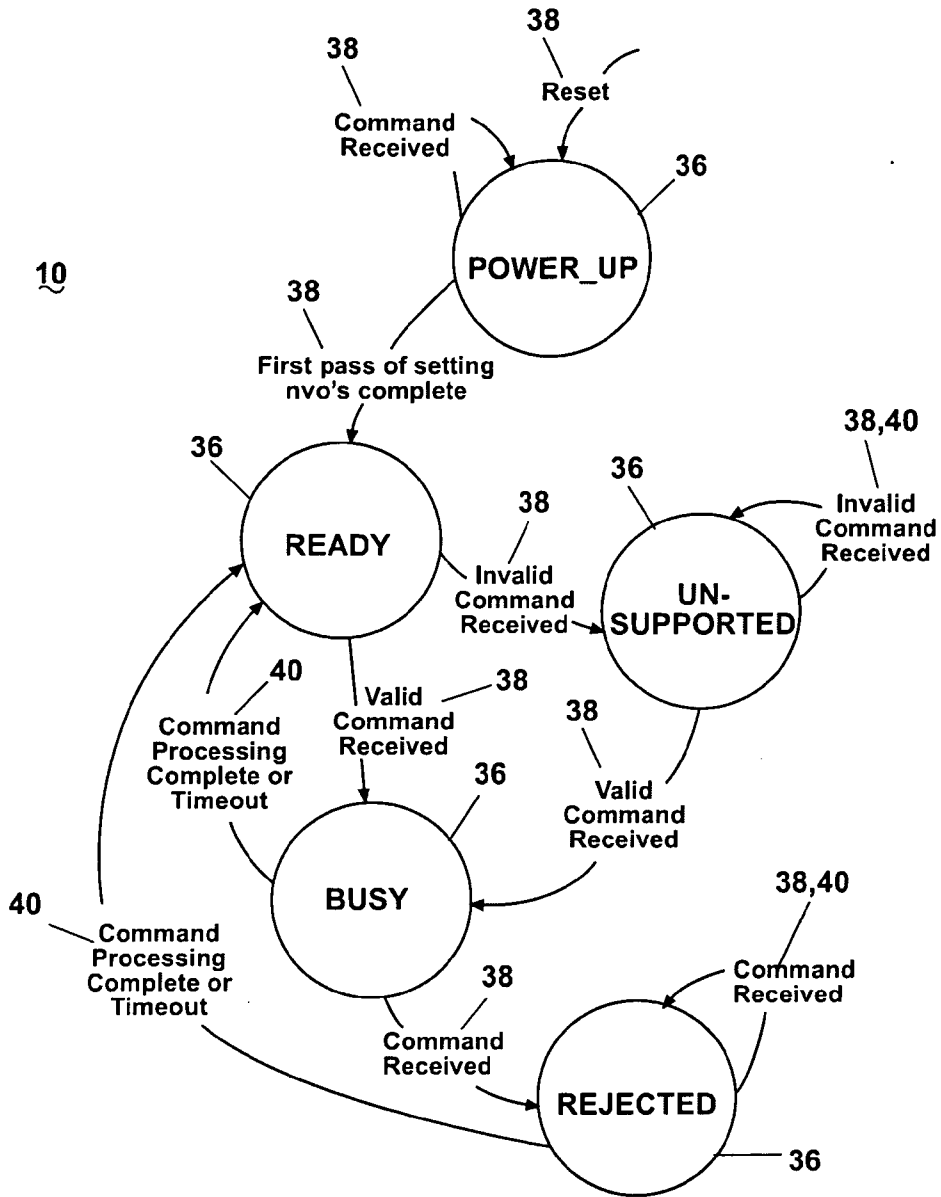 38
38
Reset
Command
Received
36
POWER_UP
10
38
First pass of setting
nvo's complete
36
READY
38
Invalid
Command
Received
36
UN-
SUPPORTED
38,40
Invalid
Command
Received
40
Command
Processing
Complete or
Timeout
Valid
Command
Received
38
38
Valid
Command
Received
36
BUSY
40
Command
Processing
Complete or
Timeout
38
Command
Received
38,40
Command
Received
REJECTED
36